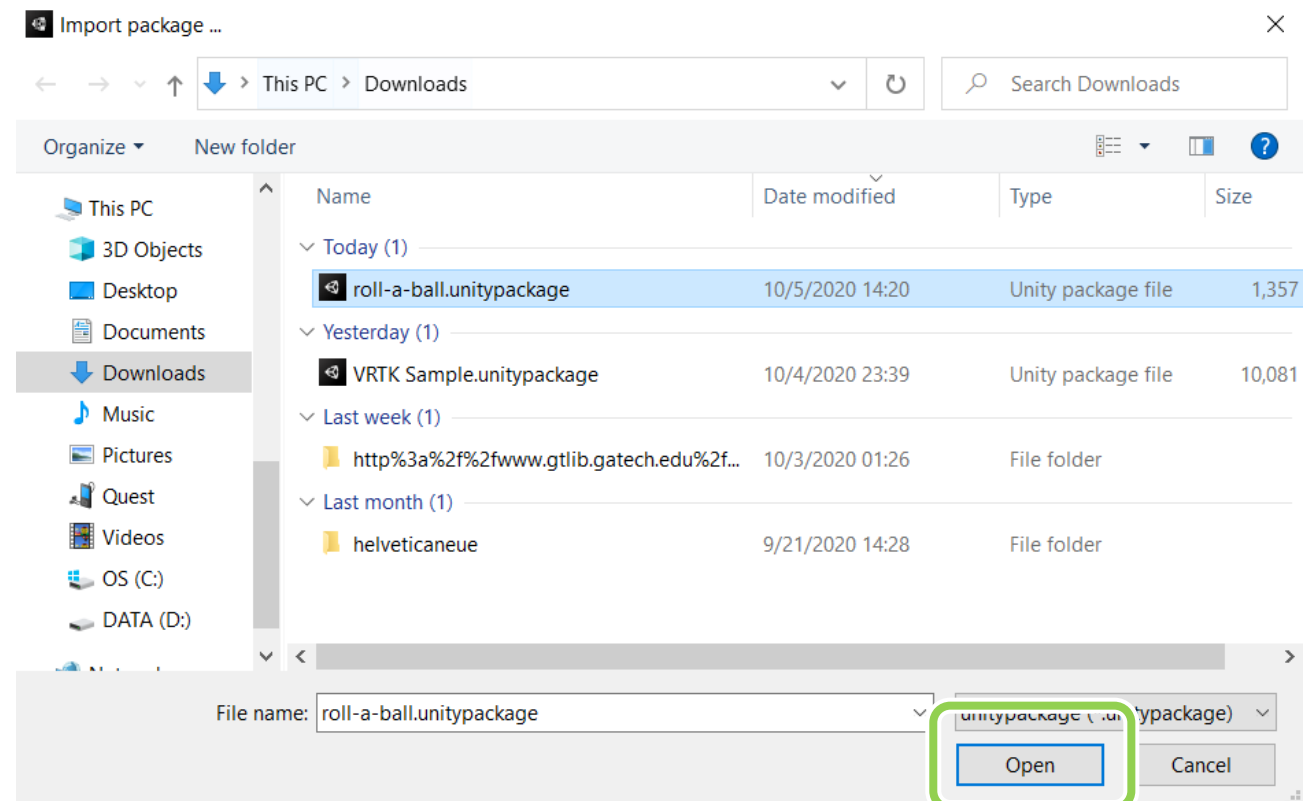 Import package ...
This PC > Downloads
Search Downloads
Organize
New folder
Name Date modified Type Size
This PC
3D Objects
Desktop
Documents
Downloads
Music
Pictures
Quest
Videos
OS (C:)
DATA (D:)
Today (1)
roll-a-ball.unitypackage 10/5/2020 14:20 Unity package file 1,357
Yesterday (1)
VRTK Sample.unitypackage 10/4/2020 23:39 Unity package file 10,081
Last week (1)
http%3a%2f%2fwww.gtlib.gatech.edu%2f... 10/3/2020 01:26 File folder
Last month (1)
helveticaneue 9/21/2020 14:28 File folder
File name: roll-a-ball.unitypackage
Open Cancel